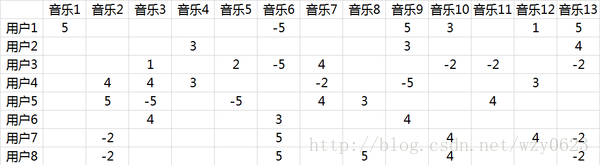 音乐1 音乐2 音乐3 音乐4 音乐5 音乐6 音乐7 音乐8 音乐9 音乐10 音乐11 音乐12 音乐13
用户1 5 -5 5 3 1 5
用户2 3 3 4
用户3 1 2 -5 4 -2 -2 -2
用户4 4 4 3 -2 -5 3
用户5 5 -5 -5 4 3 4
用户6 4 3 4
用户7 -2 5 4 4 -2
用户8 -2 5 5 4 -2
http://blog.csdn.net/wzy0623